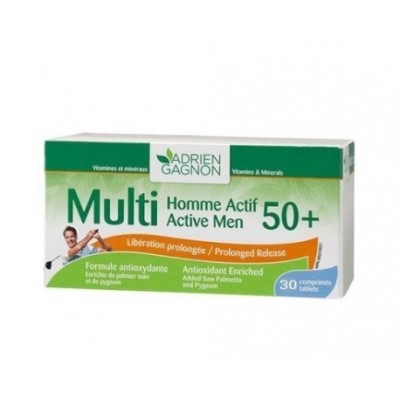 ADRIEN
GAGNON
Vitamines et minéraux
Vitamins & Minerals
Multi
Homme Actif
Active Men
50+
Libération prolongée / Prolonged Release
Formule antioxydante
Enrichie de palmier nain
et de pygeum
Antioxidant Enriched
Added Saw Palmetto
and Pygeum
30 comprimés
tablets